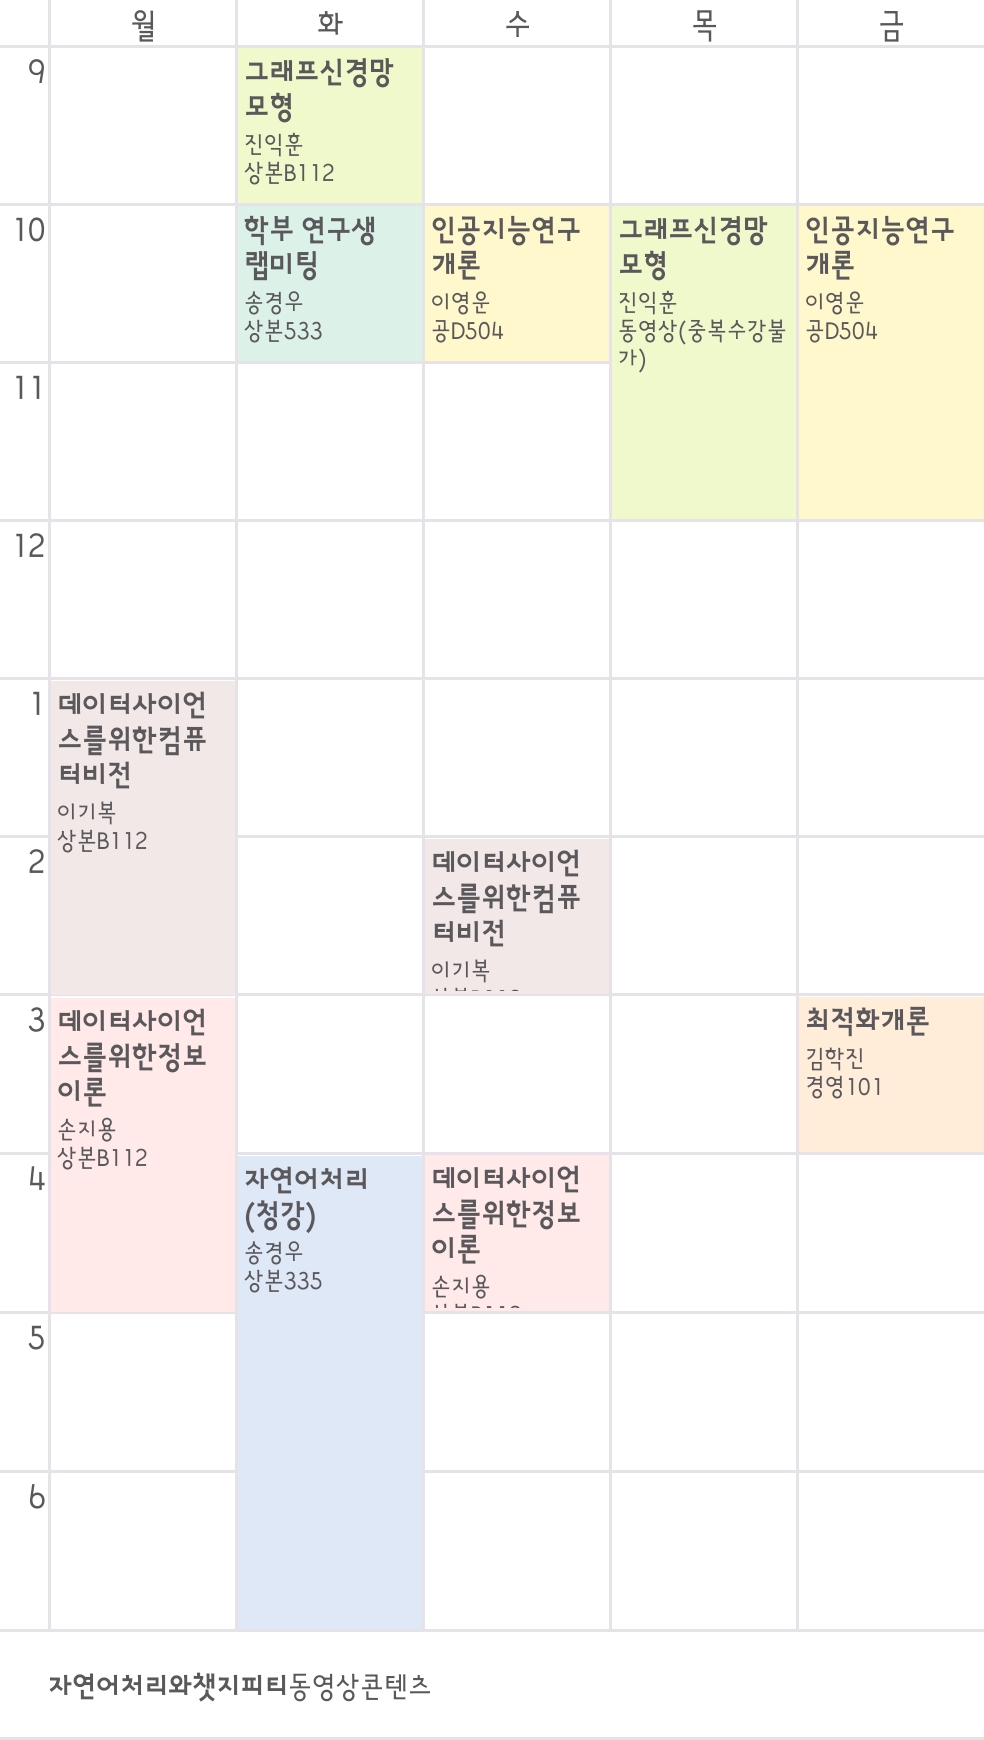 월 화 수 목 금
9
그래프신경망
모형
진익훈
상본B112
10
학부 연구생
랩미팅
송경우
상본533
인공지능연구
개론
이영운
공D504
그래프신경망
모형
진익훈
동영상(중복수강불
가)
인공지능연구
개론
이영운
공D504
11
12
1
데이터사이언
스를위한컴퓨
터비전
이기복
상본B112
2
데이터사이언
스를위한컴퓨
터비전
이기복
3
데이터사이언
스를위한정보
이론
손지용
상본B112
최적화개론
김학진
경영101
4
자연어처리
(청강)
송경우
상본335
데이터사이언
스를위한정보
이론
손지용
5
6
자연어처리와챗지피티동영상콘텐츠